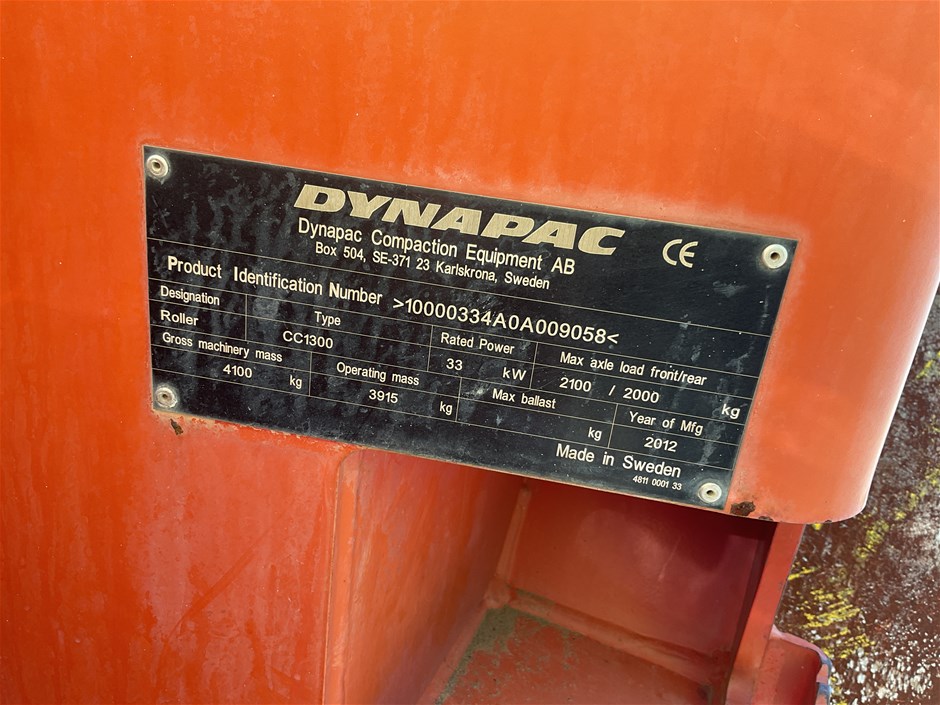 DYNAPAC
CE
Dynapac Compaction Equipment AB
Box 504, SE-371 23 Karlskrona, Sweden
Product Identification Number >10000334A0A009058<
Designation Type Rated Power Max axle load front/rear
Roller CC1300 33 kW 2100 / 2000 kg
Gross machinery mass Operating mass Max ballast Year of Mfg
4100 kg 3915 kg kg 2012
Made in Sweden
4811 0001 33